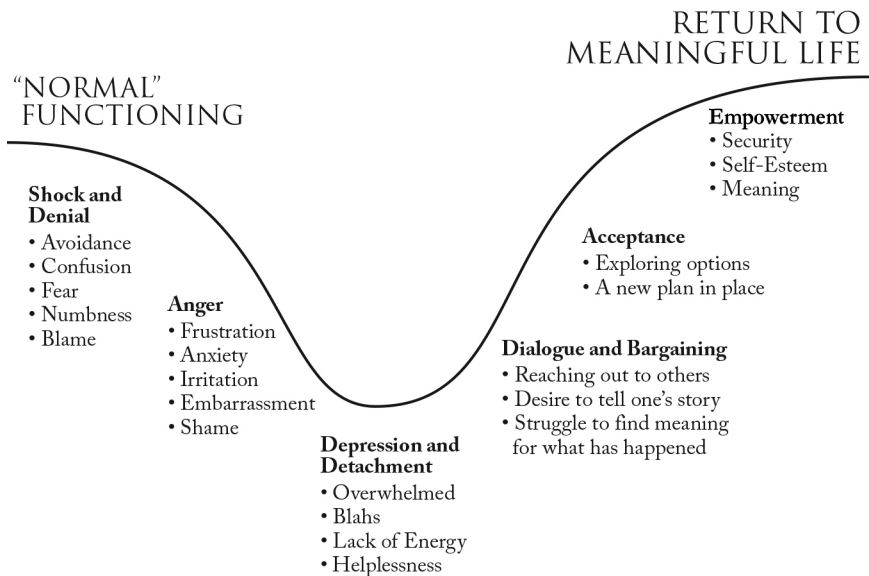 “NORMAL”
FUNCTIONING
RETURN TO
MEANINGFUL LIFE
Shock and
Denial
• Avoidance
• Confusion
• Fear
• Numbness
• Blame
Anger
• Frustration
• Anxiety
• Irritation
• Embarrassment
• Shame
Depression and
Detachment
• Overwhelmed
• Blahs
• Lack of Energy
• Helplessness
Dialogue and Bargaining
• Reaching out to others
• Desire to tell one’s story
• Struggle to find meaning
for what has happened
Acceptance
• Exploring options
• A new plan in place
Empowerment
• Security
• Self-Esteem
• Meaning